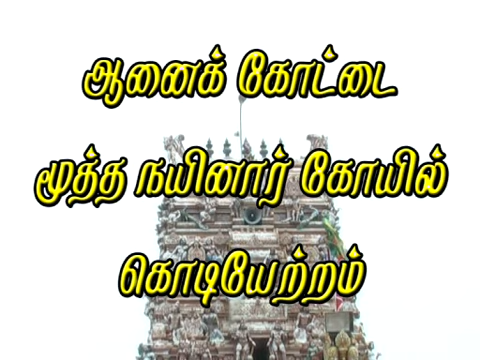 ஆனைக் கோட்டை
மூத்த நயினார் கோயில்
கொடியேற்றம்